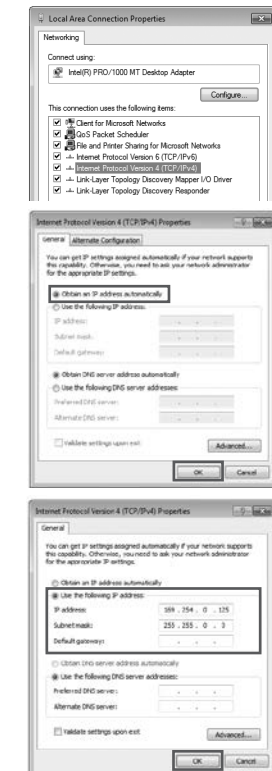 Local Area Connection Properties
Networking
Connect using:
Intel(R) PRO/1000 MT Desktop Adapter
Configure...
This connection uses the following items:
Client for Microsoft Networks
QoS Packet Scheduler
File and Printer Sharing for Microsoft Networks
Internet Protocol Version 6 (TCP/IPv6)
Internet Protocol Version 4 (TCP/IPv4)
Link-Layer Topology Discovery Mapper I/O Driver
Link-Layer Topology Discovery Responder
Internet Protocol Version 4 (TCP/IPv4) Properties
General Alternate Configuration
You can get IP settings assigned automatically if your network supports
this capability. Otherwise, you need to ask your network administrator
for the appropriate IP settings.
Obtain an IP address automatically
Use the following IP address:
IP address:
Subnet mask:
Default gateway:
Obtain DNS server address automatically
Use the following DNS server addresses:
Preferred DNS server:
Alternate DNS server:
Validate settings upon exit
Advanced...
OK Cancel
Internet Protocol Version 4 (TCP/IPv4) Properties
General
You can get IP settings assigned automatically if your network supports
this capability. Otherwise, you need to ask your network administrator
for the appropriate IP settings.
Obtain an IP address automatically
Use the following IP address:
IP address: 169 . 254 . 0 . 125
Subnet mask: 255 . 255 . 0 . 0
Default gateway:
Obtain DNS server address automatically
Use the following DNS server addresses:
Preferred DNS server:
Alternate DNS server:
Validate settings upon exit
Advanced...
OK Cancel